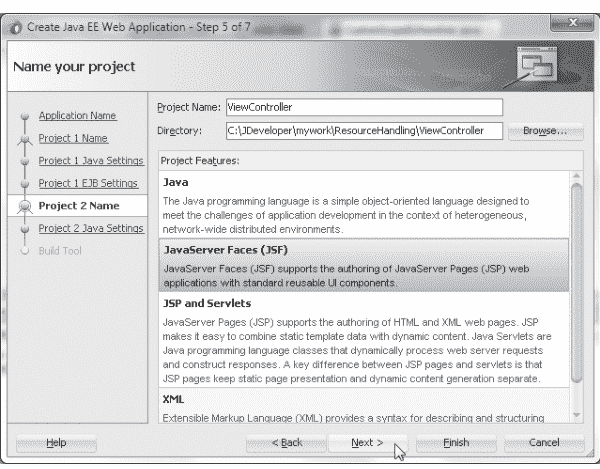 Create Java EE Web Application - Step 5 of 7
Name your project
Application Name
Project 1 Name
Project 1 Java Settings
Project 1 EJB Settings
Project 2 Name
Project 2 Java Settings
Build Tool
Project Name: ViewController
Directory: C:\JDeveloper\mywork\ResourceHandling\ViewController Browse...
Project Features:
Java
The Java programming language is a simple object-oriented language designed to
meet the challenges of application development in the context of heterogeneous,
network-wide distributed environments.
JavaServer Faces (JSF)
JavaServer Faces (JSF) supports the authoring of JavaServer Pages (JSP) web
applications with standard reusable UI components.
JSP and Servlets
JavaServer Pages (JSP) supports the authoring of HTML and XML web pages. JSP
makes it easy to combine static template data with dynamic content. Java Servlets are
Java programming language classes that dynamically process web server requests
and construct responses. A key difference between JSP pages and servlets is that
JSP pages keep static page presentation and dynamic content generation separate.
XML
Extensible Markup Language (XML) provides a syntax for describing and structuring
Help < Back Next > Finish Cancel